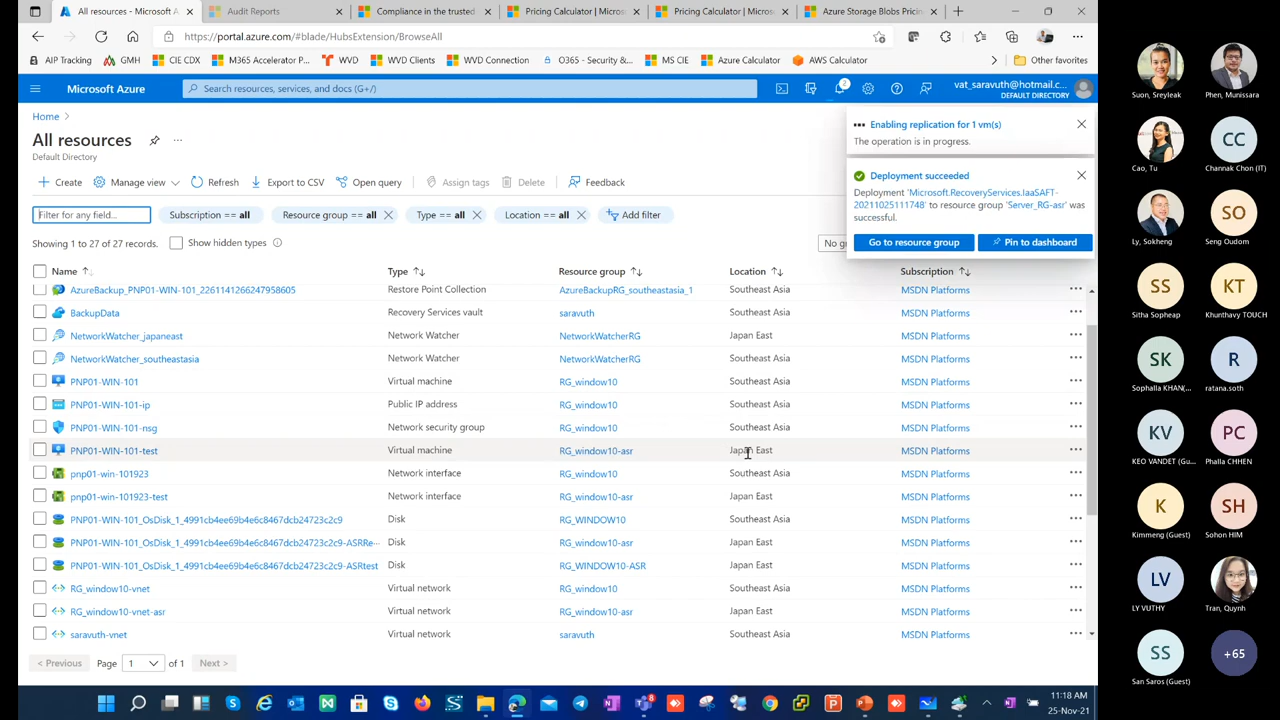 All resources - Microsoft Azure
Audit Reports
Compliance in the trusted
Pricing Calculator | Microsof
Pricing Calculator | Microsof
Azure Storage Blobs Pricing
https://portal.azure.com/#blade/HubsExtension/BrowseAll
AIP Tracking
GMH
CIE CDX
M365 Accelerator P...
WVD
WVD Clients
WVD Connection
O365 - Security &...
MS CIE
Azure Calculator
AWS Calculator
Other favorites
Microsoft Azure
Search resources, services, and docs (G+/)
2
vat_saravuth@hotmail.c...
DEFAULT DIRECTORY
Home >
All resources
...
Default Directory
Enabling replication for 1 vm(s)
The operation is in progress.
Deployment succeeded
Deployment 'Microsoft.RecoveryServices.IaaSAFT-
20211025111748' to resource group 'Server_RG-asr' was
successful.
Go to resource group
Pin to dashboard
Create
Manage view
Refresh
Export to CSV
Open query
Assign tags
Delete
Feedback
Filter for any field...
Subscription == all
Resource group == all
Type == all
Location == all
Add filter
Showing 1 to 27 of 27 records.
Show hidden types
No gr
Name
Type
Resource group
Location
Subscription
AzureBackup_PNP01-WIN-101_2261141266247958605 Restore Point Collection AzureBackupRG_southeastasia_1 Southeast Asia MSDN Platforms
BackupData Recovery Services vault saravuth Southeast Asia MSDN Platforms
NetworkWatcher_japaneast Network Watcher NetworkWatcherRG Japan East MSDN Platforms
NetworkWatcher_southeastasia Network Watcher NetworkWatcherRG Southeast Asia MSDN Platforms
PNP01-WIN-101 Virtual machine RG_window10 Southeast Asia MSDN Platforms
PNP01-WIN-101-ip Public IP address RG_window10 Southeast Asia MSDN Platforms
PNP01-WIN-101-nsg Network security group RG_window10 Southeast Asia MSDN Platforms
PNP01-WIN-101-test Virtual machine RG_window10-asr Japan East MSDN Platforms
pnp01-win-101923 Network interface RG_window10 Southeast Asia MSDN Platforms
pnp01-win-101923-test Network interface RG_window10-asr Japan East MSDN Platforms
PNP01-WIN-101_OsDisk_1_4991cb4ee69b4e6c8467dcb24723c2c9 Disk RG_WINDOW10 Southeast Asia MSDN Platforms
PNP01-WIN-101_OsDisk_1_4991cb4ee69b4e6c8467dcb24723c2c9-ASRRe... Disk RG_window10-asr Japan East MSDN Platforms
PNP01-WIN-101_OsDisk_1_4991cb4ee69b4e6c8467dcb24723c2c9-ASRtest Disk RG_WINDOW10-ASR Japan East MSDN Platforms
RG_window10-vnet Virtual network RG_window10 Southeast Asia MSDN Platforms
RG_window10-vnet-asr Virtual network RG_window10-asr Japan East MSDN Platforms
saravuth-vnet Virtual network saravuth Southeast Asia MSDN Platforms
< Previous
Page
1
of 1
Next >
11:18 AM
25-Nov-21
Suon, Sreyleak
Phen, Munissara
Cao, Tu
CC
Channak Chon (IT)
Ly, Sokheng
SO
Seng Oudom
SS
Sitha Sopheap
KT
Khunthavy TOUCH
SK
Sophalla KHAN(...
R
ratana.soth
KV
KEO VANDET (Gu...
PC
Phalla CHHEN
K
Kimmeng (Guest)
SH
Sohon HIM
LV
LY VUTHY
Tran, Quynh
SS
San Saros (Guest)
+65